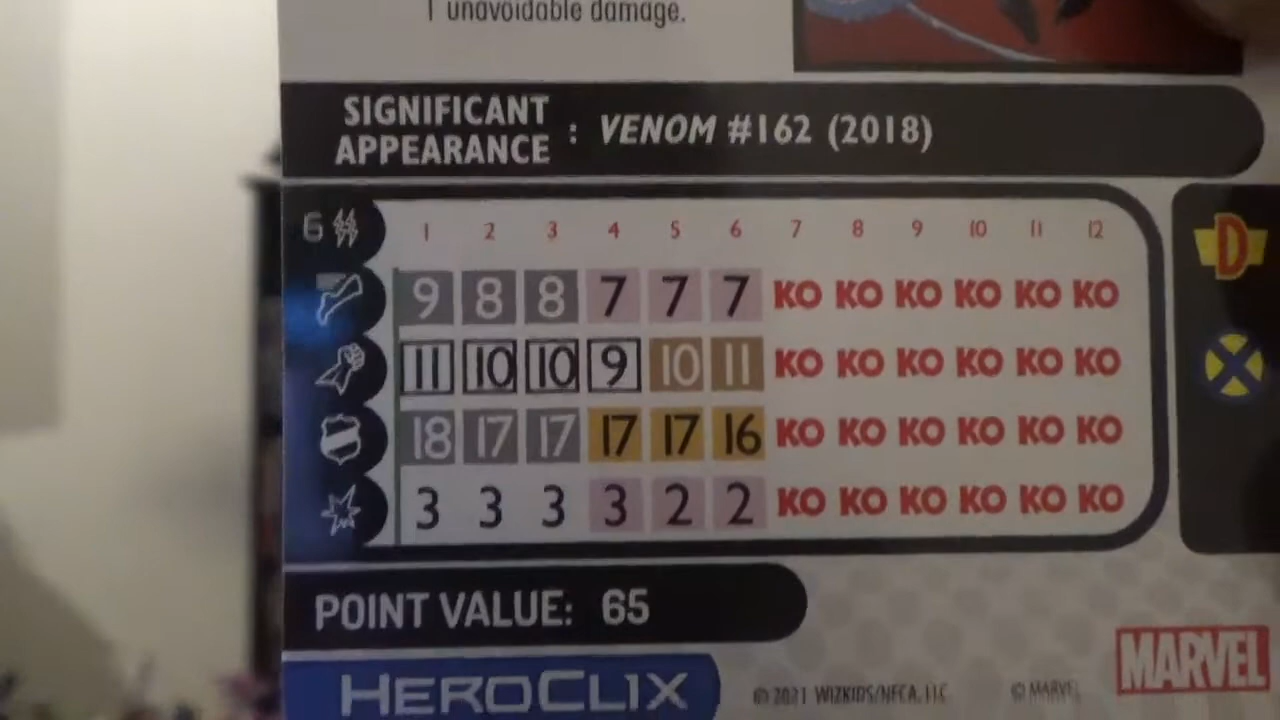 1 unavoidable damage.
SIGNIFICANT
APPEARANCE : VENOM #162 (2018)
6 1 2 3 4 5 6 7 8 9 10 11 12
9 8 8 7 7 7 KO KO KO KO KO KO
11 10 10 9 10 11 KO KO KO KO KO KO
18 17 17 17 17 16 KO KO KO KO KO KO
3 3 3 3 2 2 KO KO KO KO KO KO
D
X
POINT VALUE: 65
HEROCLIX
© 2021 WIZKIDS/NECA, LLC © MARVEL
MARVEL